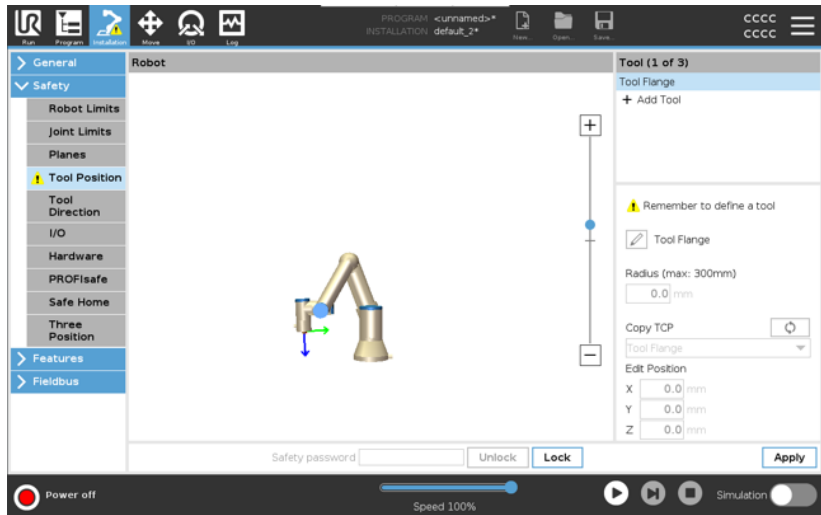 UR
PROGRAM <unnamed>*
INSTALLATION default_2*
CCCC
CCCC
Run
Program
Installation
Move
I/O
Log
New...
Open...
Save...
General
Safety
Robot Limits
Joint Limits
Planes
Tool Position
Tool
Direction
I/O
Hardware
PROFIsafe
Safe Home
Three
Position
Features
Fieldbus
Robot
Safety password
Unlock
Lock
Tool (1 of 3)
Tool Flange
+ Add Tool
Remember to define a tool
Tool Flange
Radius (max: 300mm)
0.0 mm
Copy TCP
Tool Flange
Edit Position
X 0.0 mm
Y 0.0 mm
Z 0.0 mm
Apply
Power off
Speed 100%
Simulation